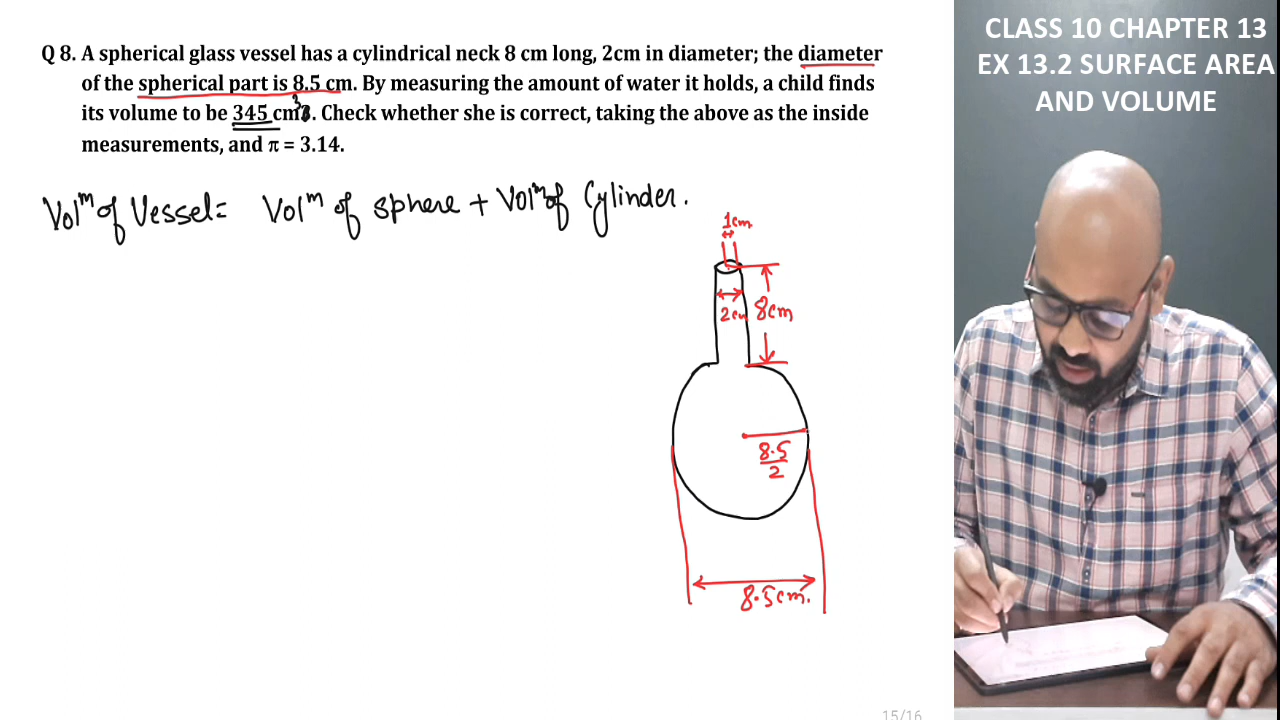 Q 8. A spherical glass vessel has a cylindrical neck 8 cm long, 2cm in diameter; the diameter
of the spherical part is 8.5 cm. By measuring the amount of water it holds, a child finds
its volume to be 345 cm³. Check whether she is correct, taking the above as the inside
measurements, and π = 3.14.
Volᵐ of Vessel = Volᵐ of sphere + Volᵐ of Cylinder.
1cm
2cm
8cm
8.5
2
8.5cm.
15/16
CLASS 10 CHAPTER 13
EX 13.2 SURFACE AREA
AND VOLUME